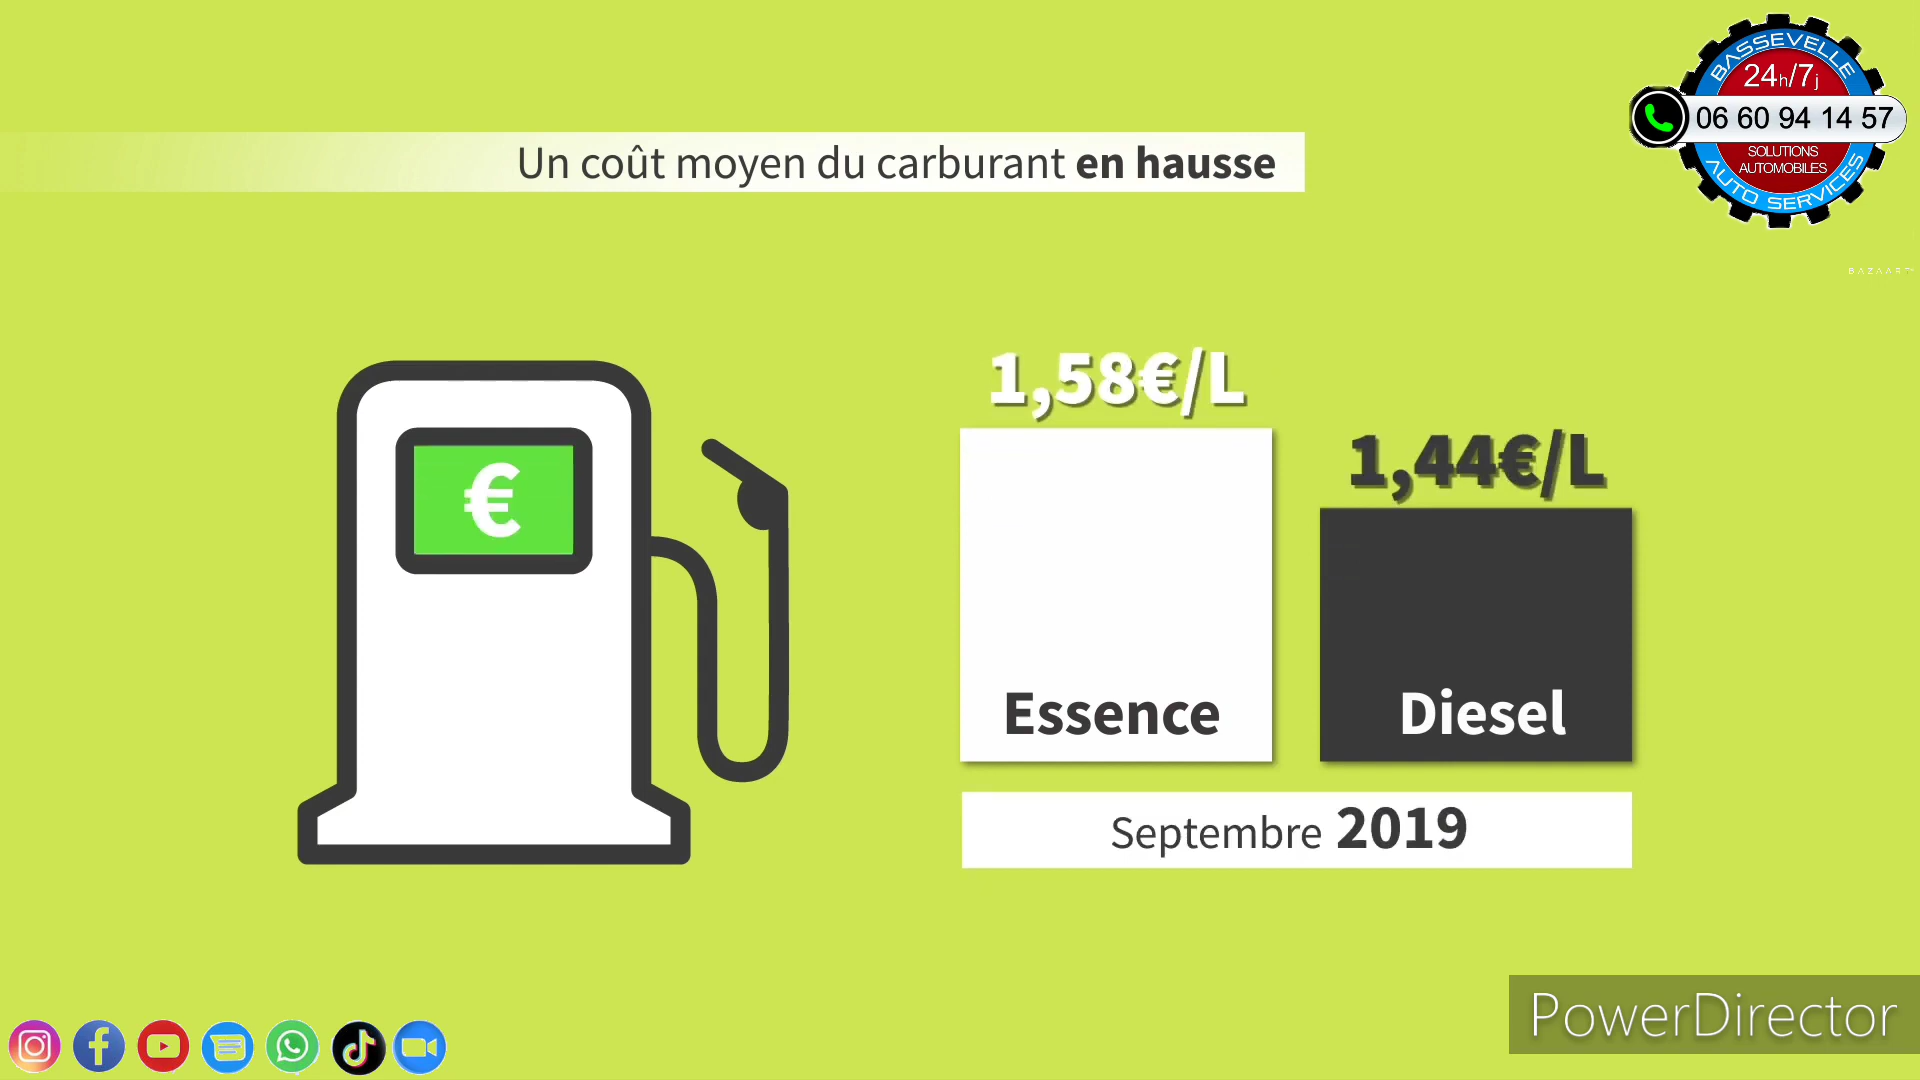 BASSEVELLE
24h/7j
06 60 94 14 57
SOLUTIONS
AUTOMOBILES
AUTO SERVICES
Un coût moyen du carburant en hausse
BAZAART
1,58€/L
1,44€/L
€
Essence
Diesel
Septembre 2019
PowerDirector